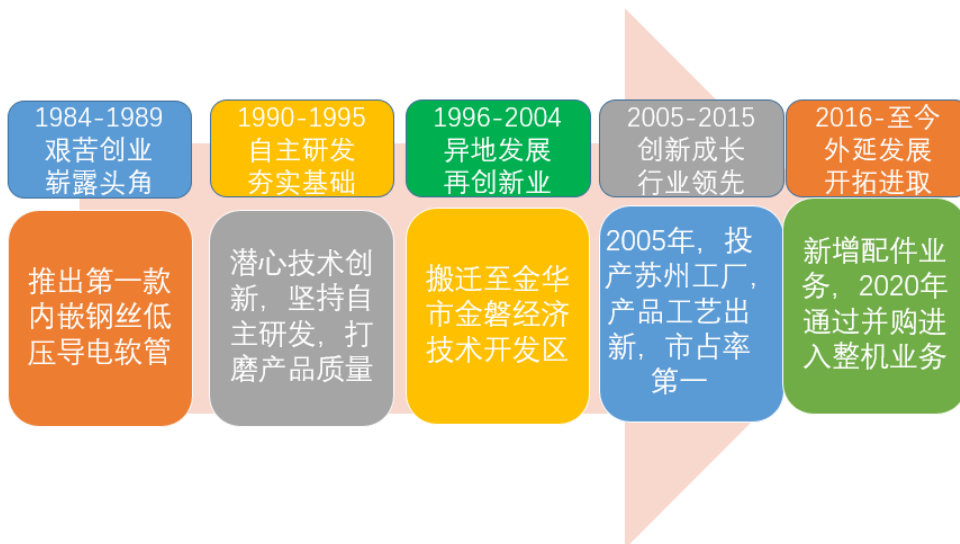 1984-1989
艰苦创业
崭露头角
1990-1995
自主研发
夯实基础
1996-2004
异地发展
再创新业
2005-2015
创新成长
行业领先
2016-至今
外延发展
开拓进取
推出第一款
内嵌钢丝低
压导电软管
潜心技术创
新，坚持自
主研发，打
磨产品质量
搬迁至金华
市金磐经济
技术开发区
2005年，投
产苏州工厂，
产品工艺出
新，市占率
第一
新增配件业
务，2020年
通过并购进
入整机业务